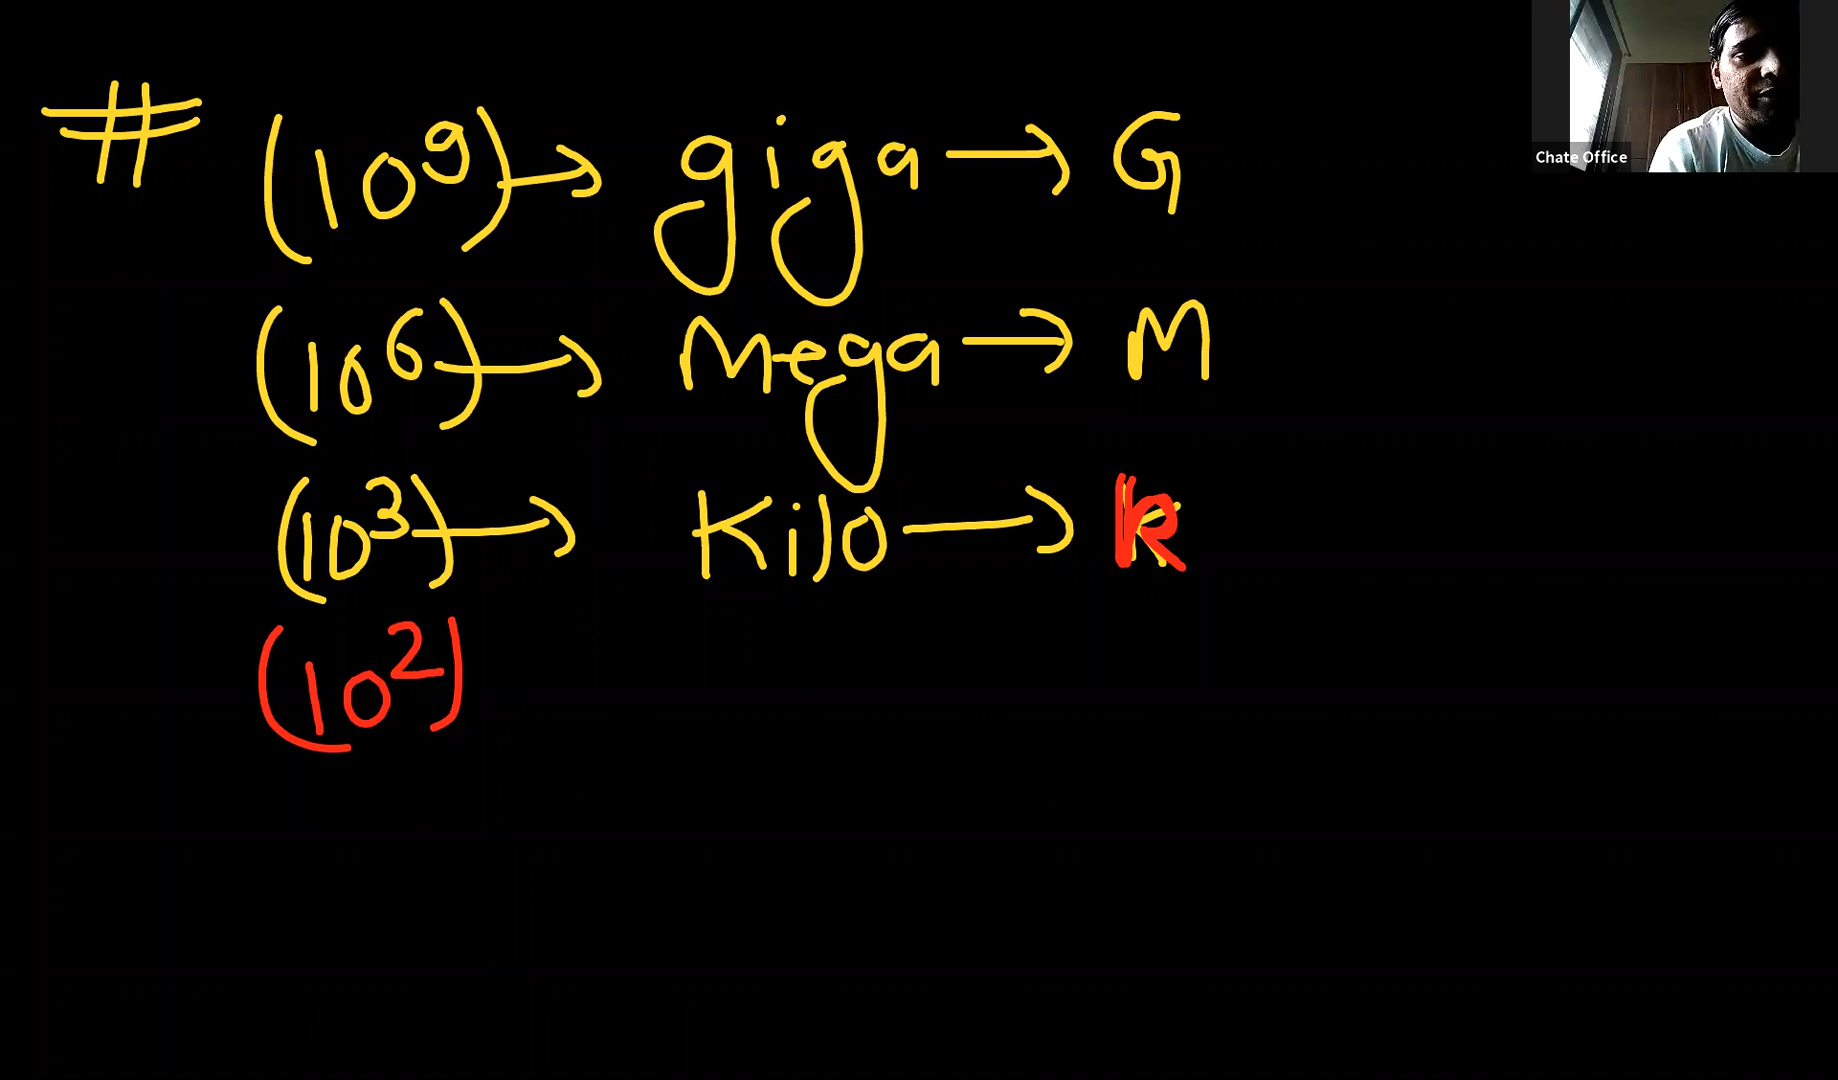 # (10⁹) → giga → G
Chate Office
(10⁶) → Mega → M
(10³) → Kilo → k
(10²)